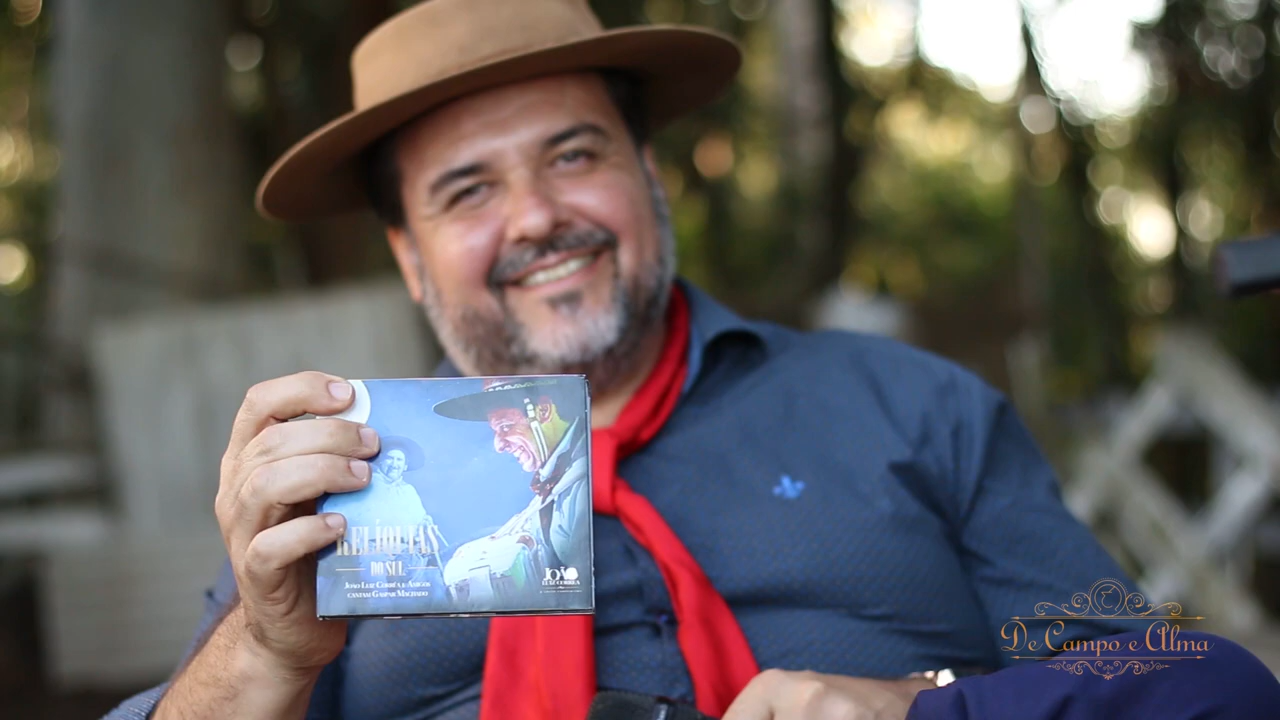 RELÍQUIAS
DO SUL
JOÃO LUIZ CORRÊA E AMIGOS
CANTAM GASPAR MACHADO
JOÃO
LUIZ CORRÊA
De Campo e Alma